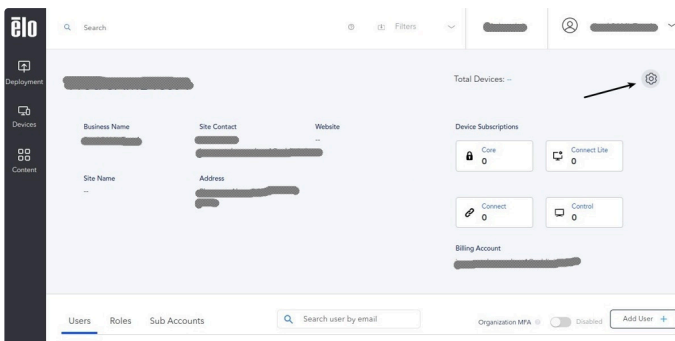 ēlo
Search
Filters
Deployment
Devices
Content
Total Devices: --
Business Name
Site Contact
Website
--
Site Name
--
Address
Device Subscriptions
Core
0
Connect Lite
0
Connect
0
Control
0
Billing Account
Users Roles Sub Accounts
Search user by email
Organization MFA
Disabled
Add User +